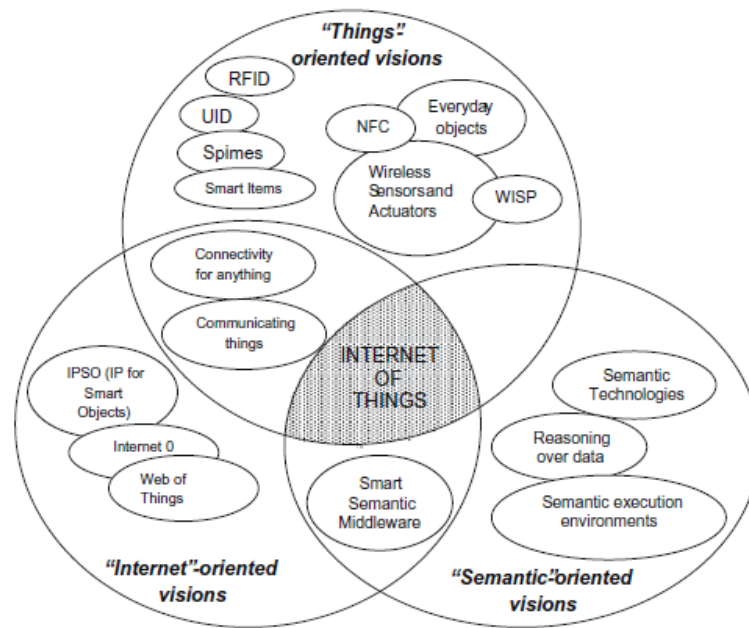 “Things”-
oriented visions
RFID
UID
Spimes
Smart Items
NFC
Everyday
objects
Wireless
Sensors and
Actuators
WISP
Connectivity
for anything
Communicating
things
INTERNET
OF
THINGS
IPSO (IP for
Smart
Objects)
Internet 0
Web of
Things
Smart
Semantic
Middleware
Semantic
Technologies
Reasoning
over data
Semantic execution
environments
“Internet”-oriented
visions
“Semantic”-oriented
visions